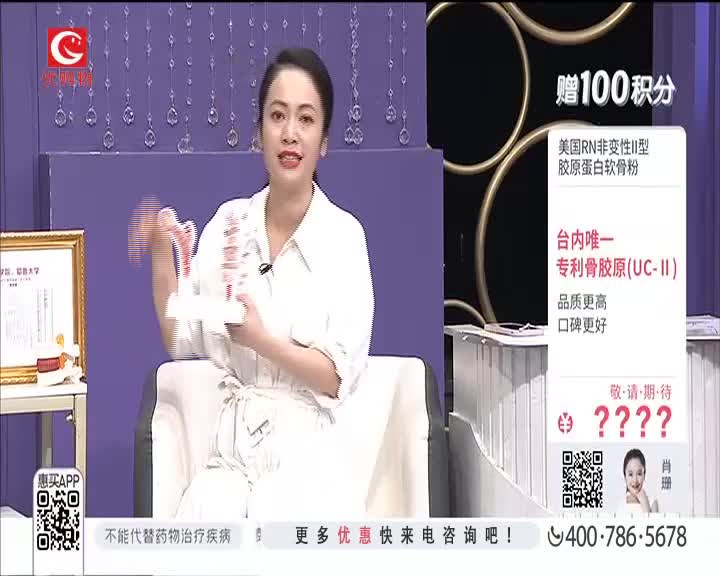 优购物
赠100积分
美国RN非变性II型
胶原蛋白软骨粉
台内唯一
专利骨胶原(UC-II)
品质更高
口碑更好
敬·请·期·待
????
肖珊
惠买APP
不能代替药物治疗疾病
更多优惠快来电咨询吧!
400-786-5678